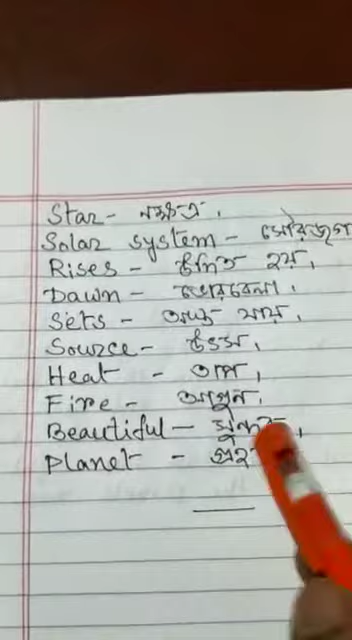 Star - নক্ষত্র,
Solar system - সৌরজগ
Rises - উদিত হয়,
Dawn - ভোরবেলা,
Sets - অস্ত যায়,
Source - উৎস,
Heat - তাপ,
Fire - আগুন,
Beautiful -
Planet -